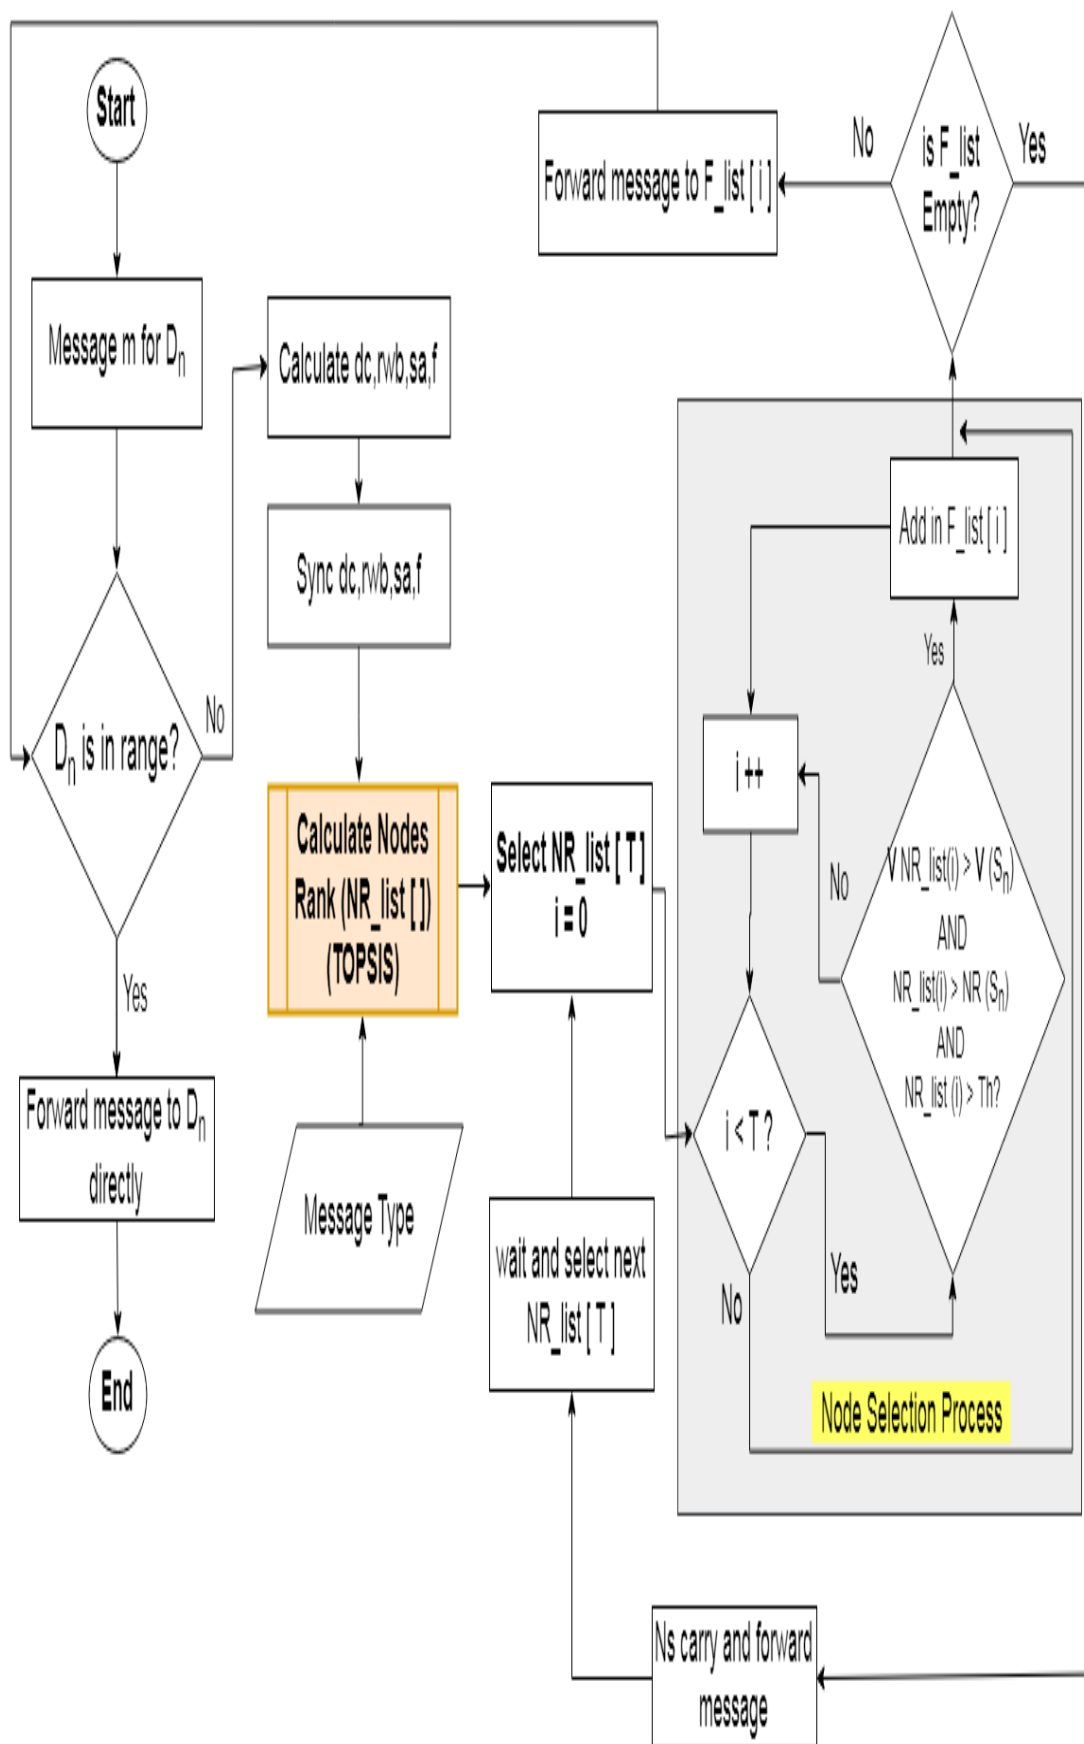 Start
Message m for Dn
Dn is in range?
No
Yes
Forward message to Dn
directly
End
Calculate dc,rwb,sa,f
Sync dc,rwb,sa,f
Calculate Nodes
Rank (NR_list [ ])
(TOPSIS)
Message Type
Select NR_list [ T ]
i = 0
wait and select next
NR_list [ T ]
Forward message to F_list [ i ]
No
is F_list
Empty?
Yes
Add in F_list [ i ]
Yes
i ++
No
V NR_list(i) > V (Sn)
AND
NR_list(i) > NR (Sn)
AND
NR_list (i) > Th?
i < T ?
Yes
No
Node Selection Process
Ns carry and forward
message